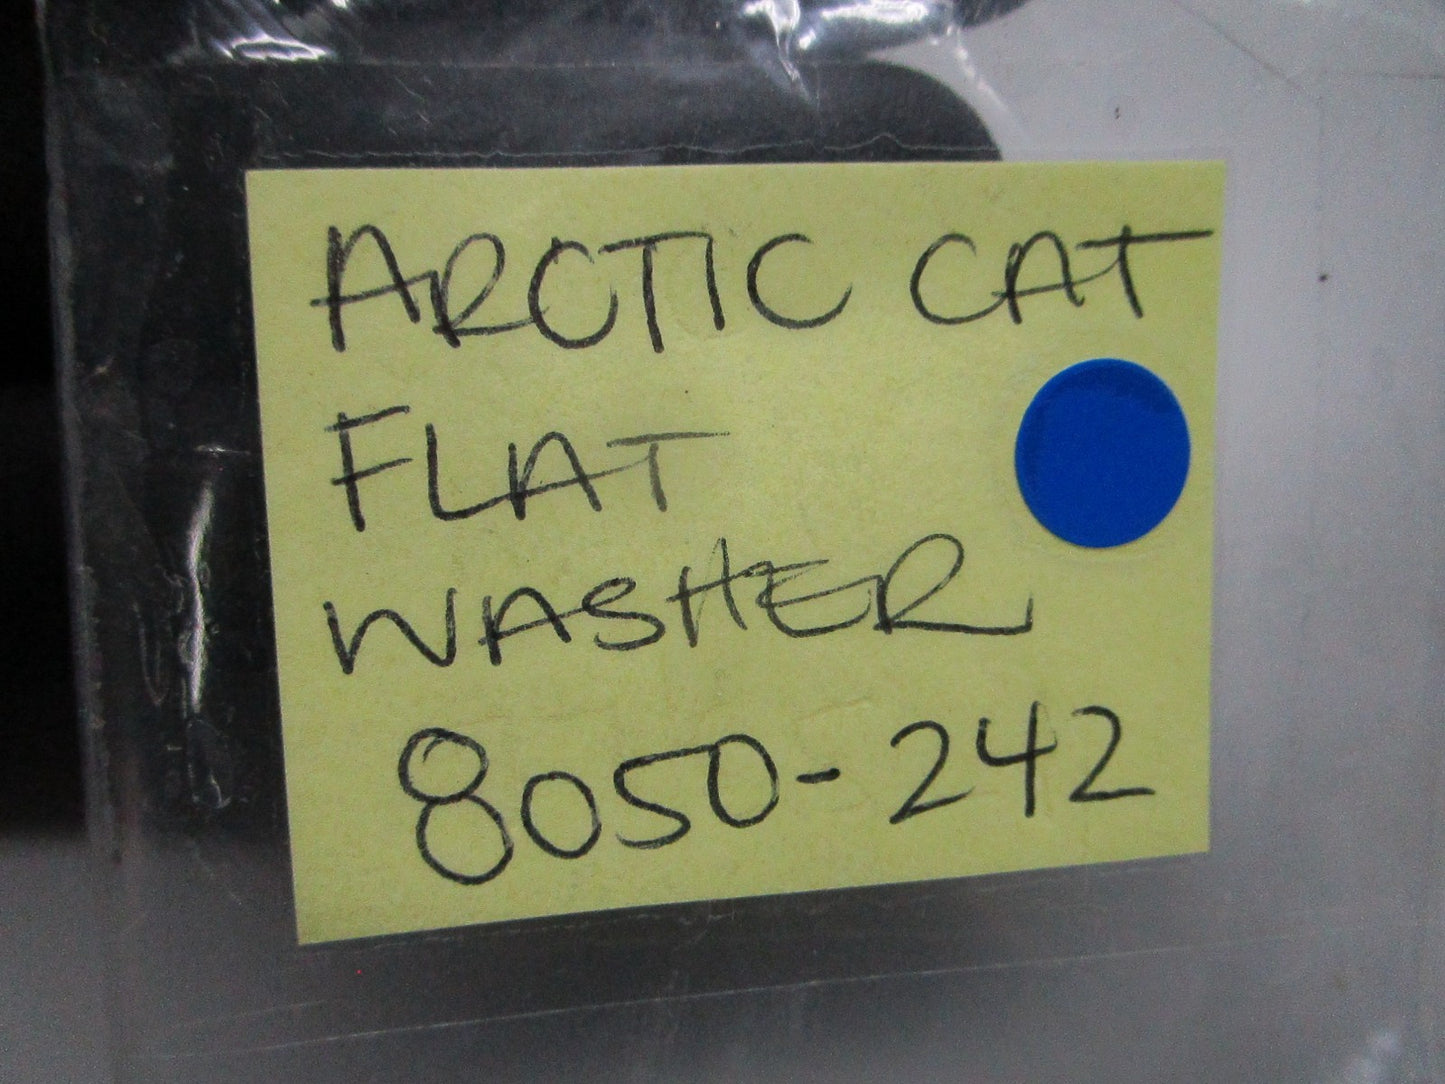 ARCTIC CAT
FLAT
WASHER
8050-242